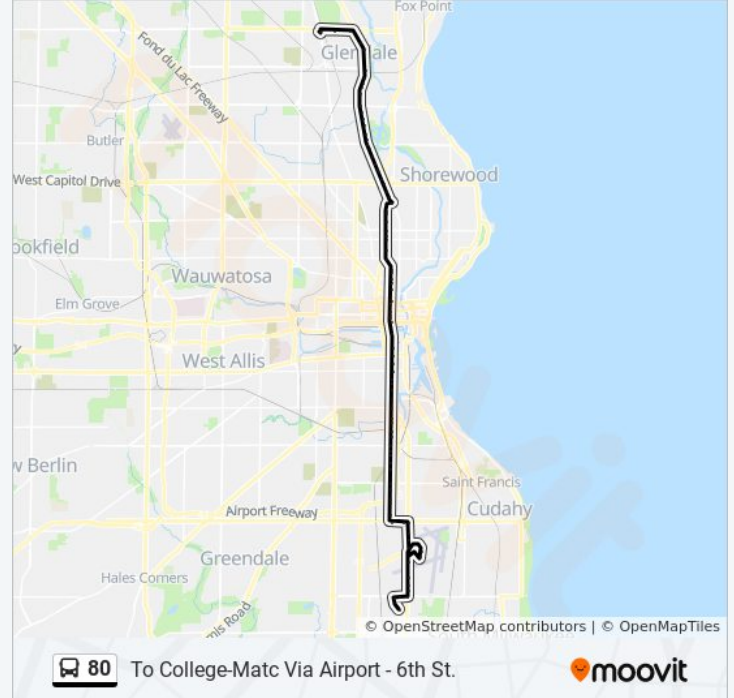 Fox Point
Glendale
Fond du Lac Freeway
Butler
West Capitol Drive
Shorewood
ookfield
Wauwatosa
Elm Grove
y
West Allis
w Berlin
Saint Francis
Airport Freeway
Cudahy
Greendale
Hales Corners
mis Road
© OpenStreetMap contributors | © OpenMapTiles
80 To College-Matc Via Airport - 6th St.
moovit